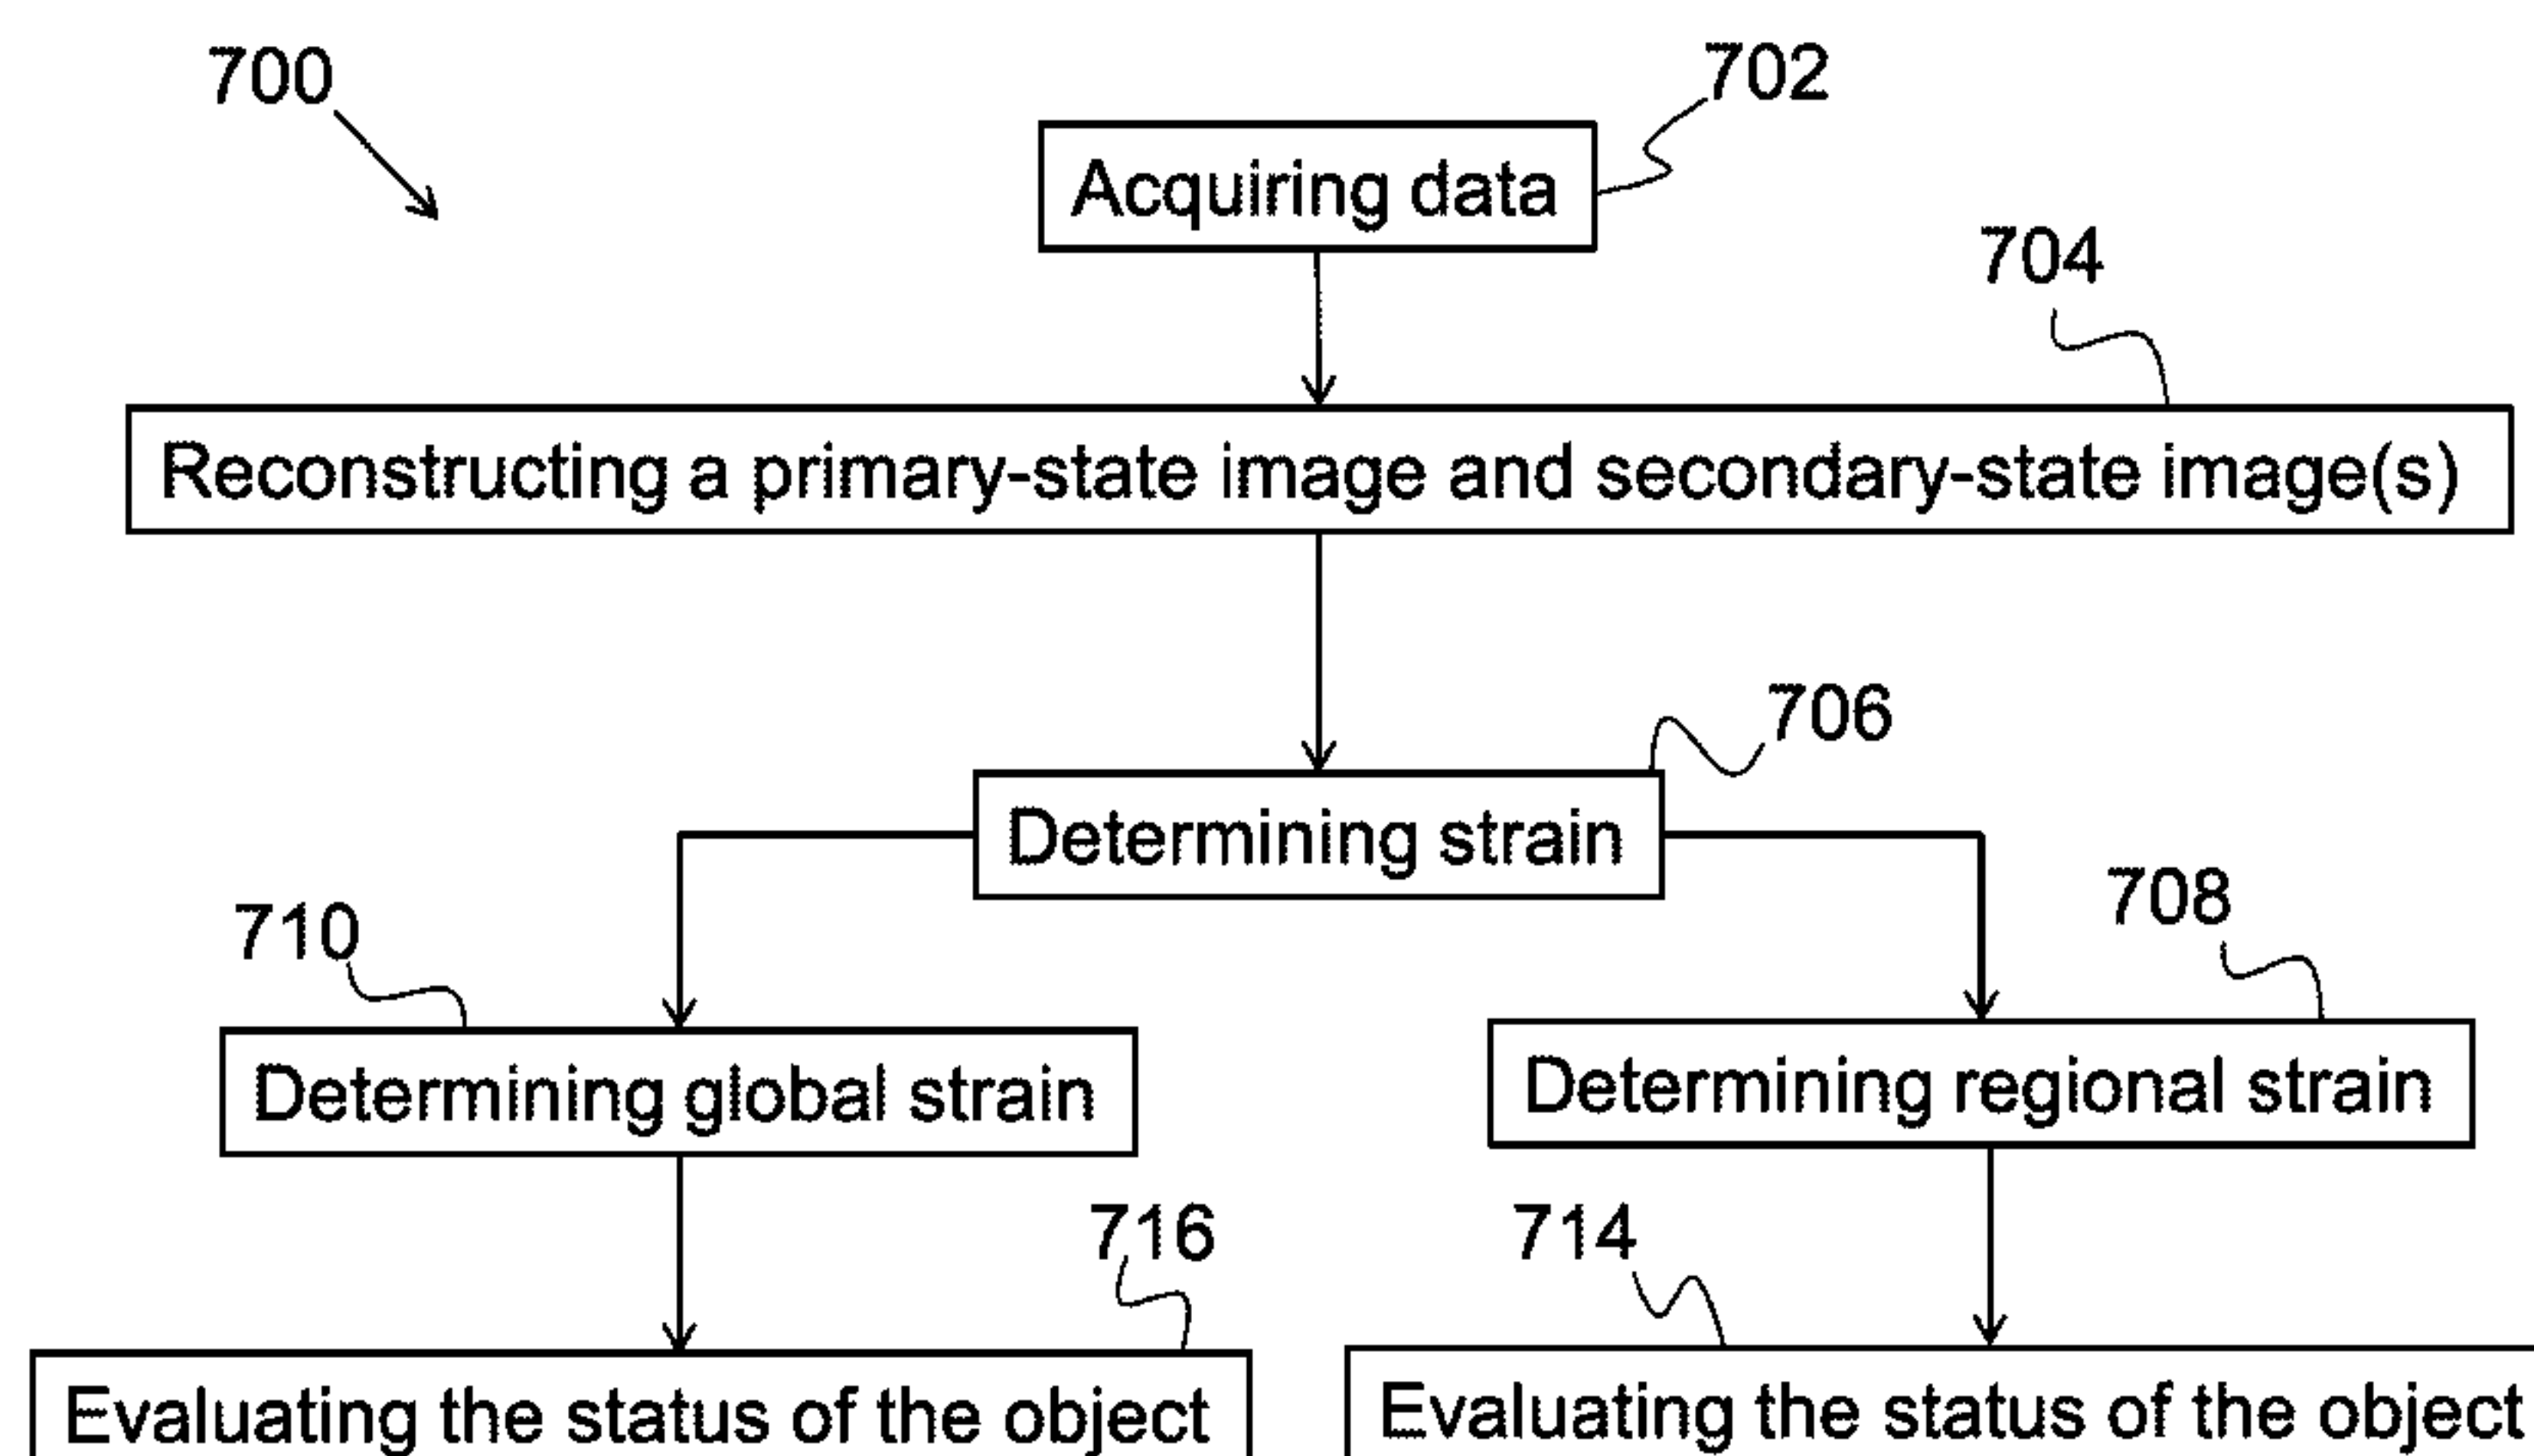 700
702
Acquiring data
704
Reconstructing a primary-state image and secondary-state image(s)
706
Determining strain
710
708
Determining global strain
Determining regional strain
716
714
Evaluating the status of the object
Evaluating the status of the object